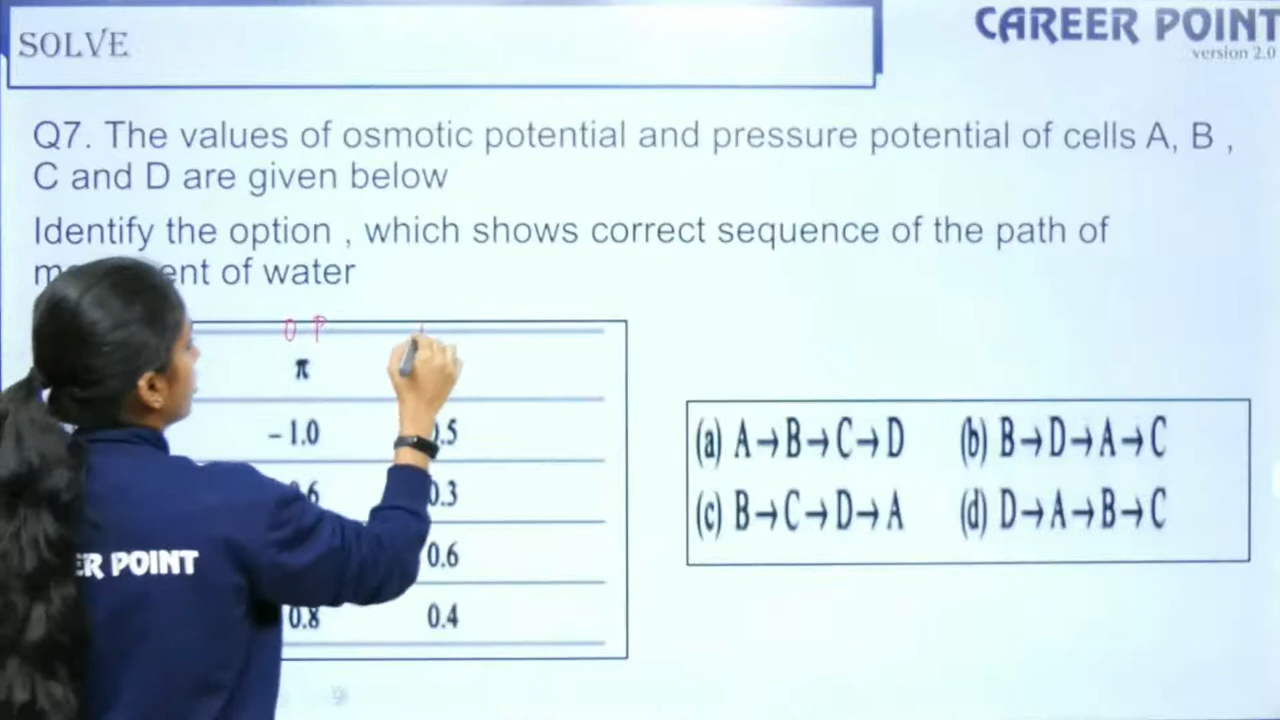 SOLVE
CAREER POINT
version 2.0
Q7. The values of osmotic potential and pressure potential of cells A, B ,
C and D are given below
Identify the option , which shows correct sequence of the path of
of water
O P
π
– 1.0 .5
0.3
0.6
0.8 0.4
(a) A→B→C→D (b) B→D→A→C
(c) B→C→D→A (d) D→A→B→C
ER POINT